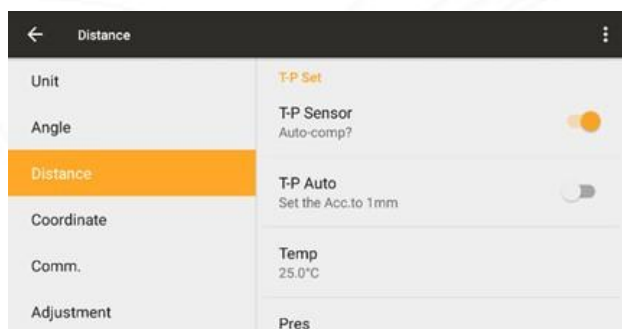 Distance
Unit
Angle
Distance
Coordinate
Comm.
Adjustment
T-P Set
T-P Sensor
Auto-comp?
T-P Auto
Set the Acc.to 1mm
Temp
25.0°C
Pres